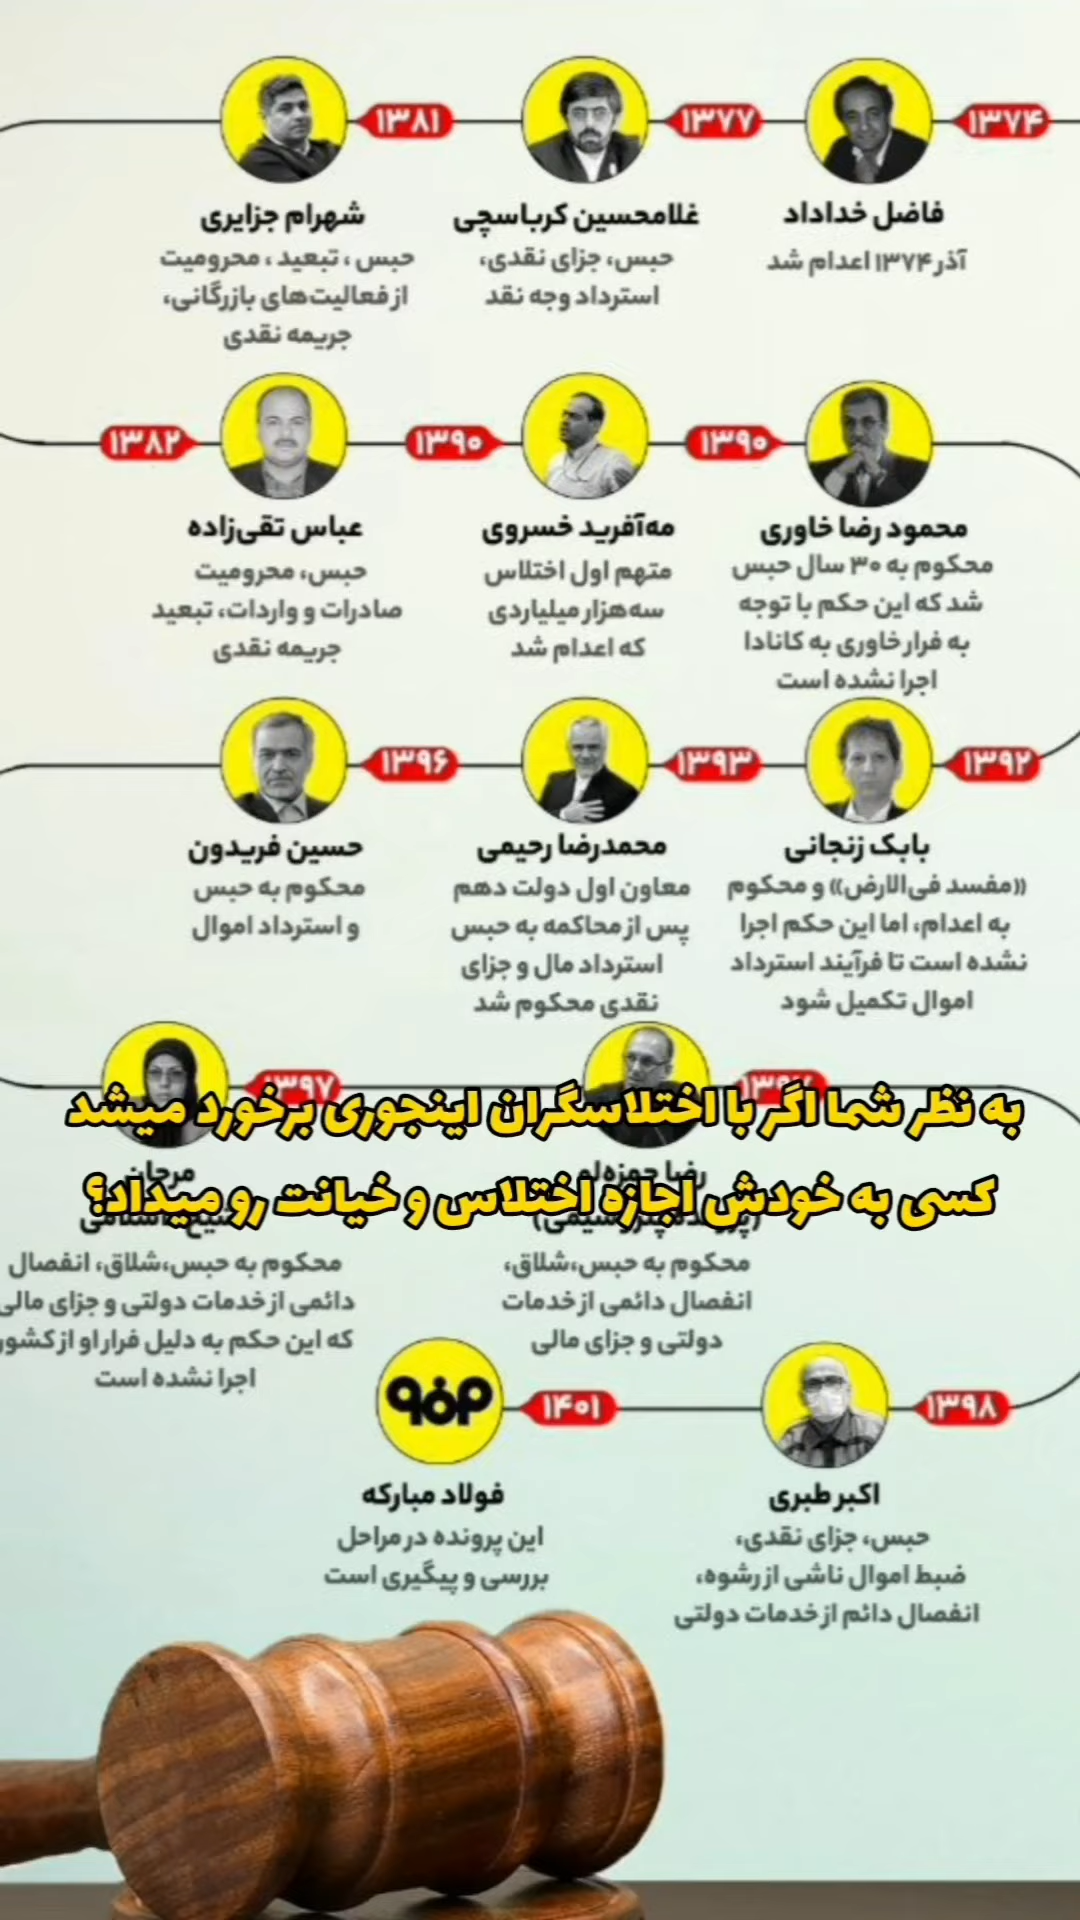 ۱۳۷۴
فاضل خداداد
آذر ۱۳۷۴ اعدام شد
۱۳۷۷
غلامحسین کرباسچی
حبس، جزای نقدی،
استرداد وجه نقد
۱۳۸۱
شهرام جزایری
حبس ، تبعید ، محرومیت
از فعالیت‌های بازرگانی،
جریمه نقدی
۱۳۹۰
محمود رضا خاوری
محکوم به ۳۰ سال حبس
شد که این حکم با توجه
به فرار خاوری به کانادا
اجرا نشده است
۱۳۹۰
مه‌آفرید خسروی
متهم اول اختلاس
سه‌هزار میلیاردی
که اعدام شد
۱۳۸۲
عباس تقی‌زاده
حبس، محرومیت
صادرات و واردات، تبعید
جریمه نقدی
۱۳۹۲
بابک زنجانی
«مفسد فی‌الارض» و محکوم
به اعدام، اما این حکم اجرا
نشده است تا فرآیند استرداد
اموال تکمیل شود
۱۳۹۳
محمدرضا رحیمی
معاون اول دولت دهم
پس از محاکمه به حبس
استرداد مال و جزای
نقدی محکوم شد
۱۳۹۶
حسین فریدون
محکوم به حبس
و استرداد اموال
۱۳۹۷
به نظر شما اگر با اختلاسگران اینجوری برخورد میشد
کسی به خودش اجازه اختلاس و خیانت رو میداد؟
رضا حمزه‌لو
(پرونده پتروشیمی)
محکوم به حبس،شلاق،
انفصال دائمی از خدمات
دولتی و جزای مالی
مرجان
محکوم به حبس،شلاق، انفصال
دائمی از خدمات دولتی و جزای مالی
که این حکم به دلیل فرار او از کشور
اجرا نشده است
۱۳۹۸
اکبر طبری
حبس، جزای نقدی،
ضبط اموال ناشی از رشوه،
انفصال دائم از خدمات دولتی
۱۴۰۱
فولاد مبارکه
این پرونده در مراحل
بررسی و پیگیری است